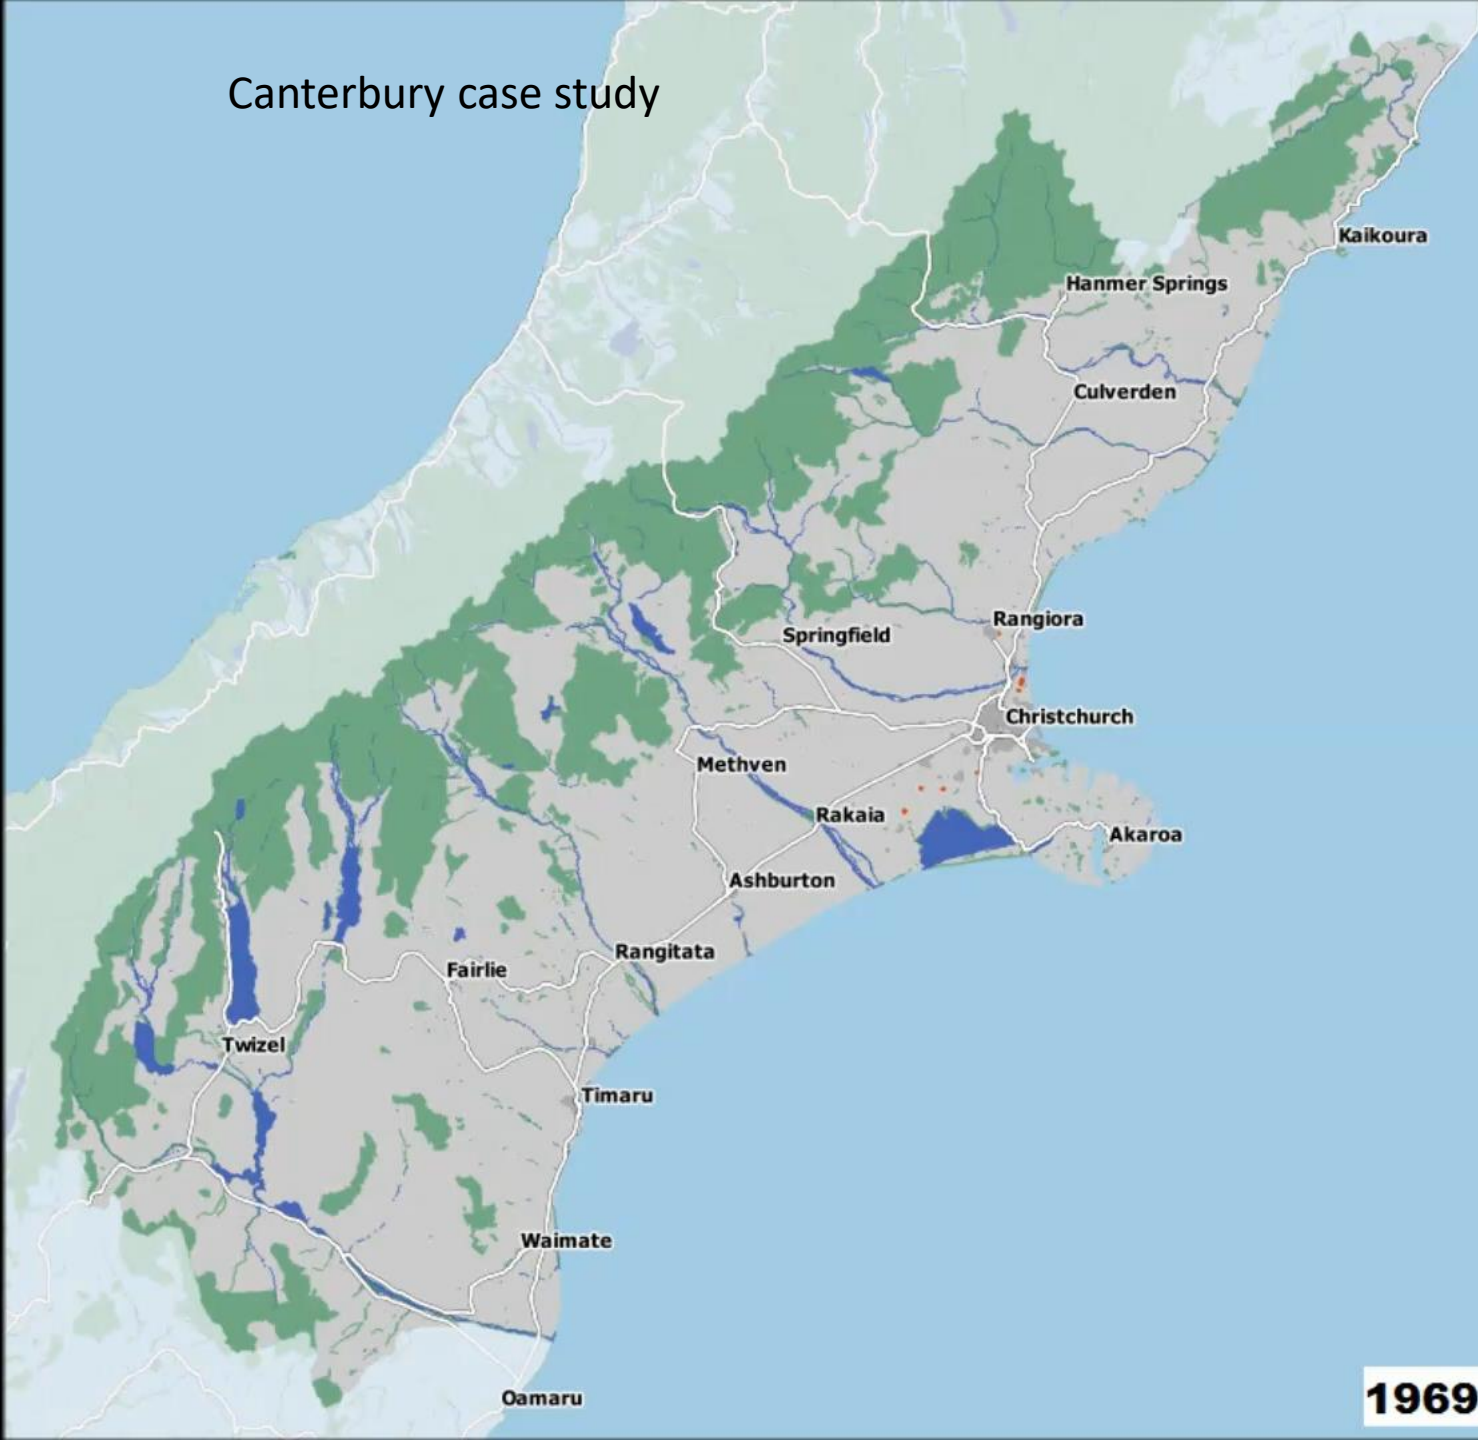 Canterbury case study
Kaikoura
Hanmer Springs
Culverden
Rangiora
Springfield
Christchurch
Methven
Rakaia
Akaroa
Ashburton
Rangitata
Fairlie
Twizel
Timaru
Waimate
Oamaru
1969